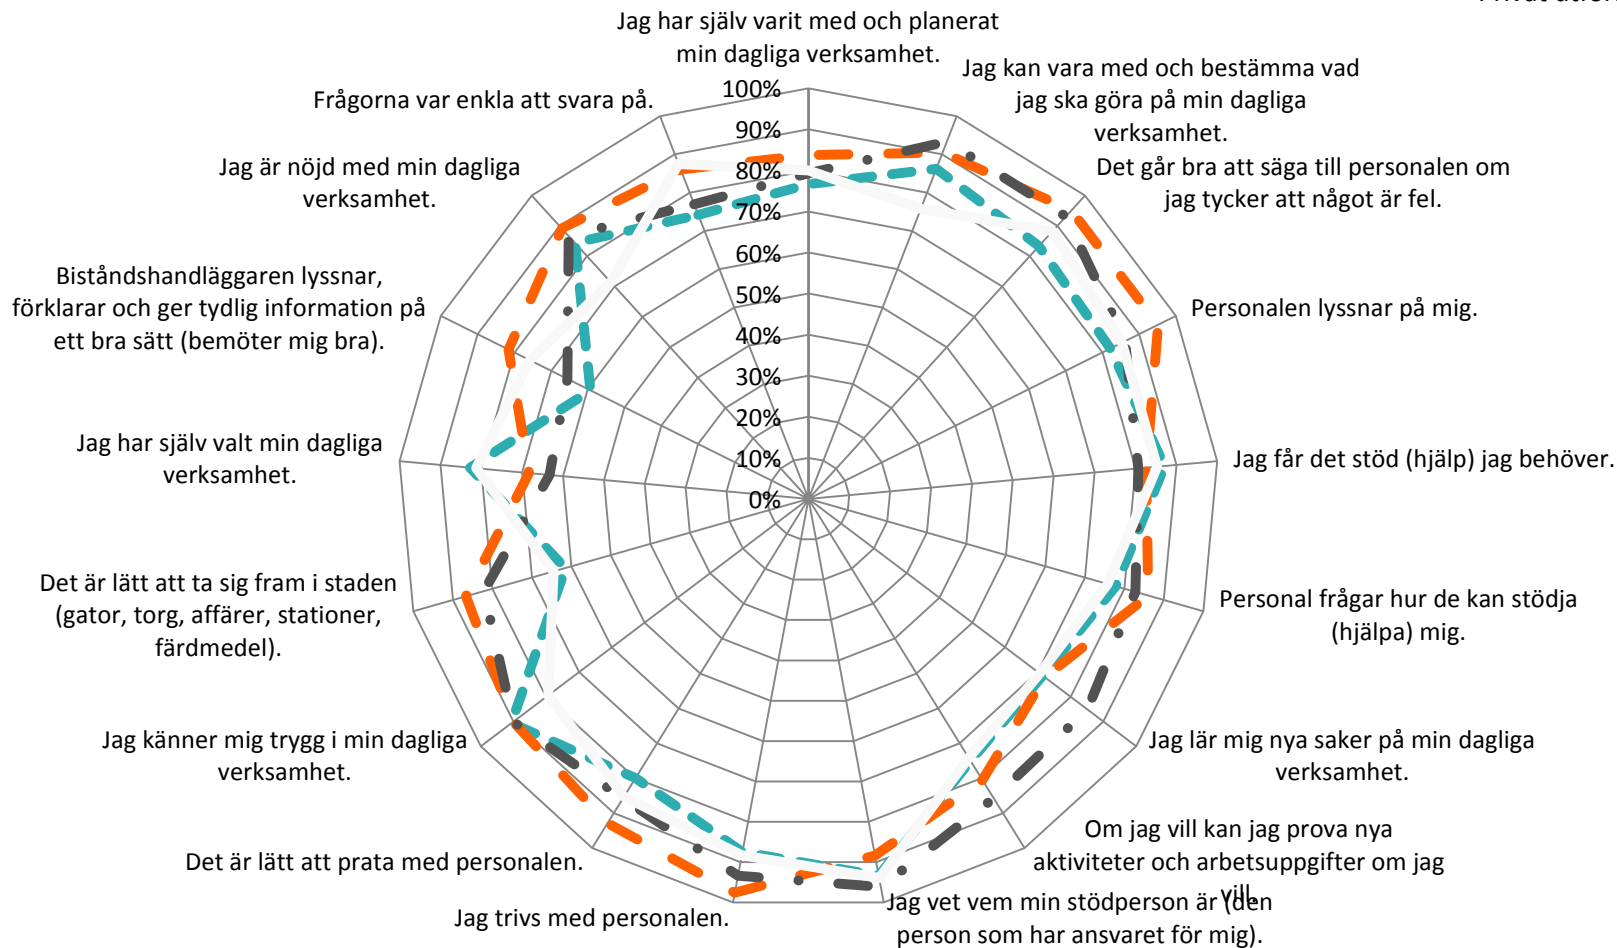 Jag har själv varit med och planerat
min dagliga verksamhet.
Jag kan vara med och bestämma vad
jag ska göra på min dagliga
verksamhet.
Det går bra att säga till personalen om
jag tycker att något är fel.
Personalen lyssnar på mig.
Jag får det stöd (hjälp) jag behöver.
Personal frågar hur de kan stödja
(hjälpa) mig.
Jag lär mig nya saker på min dagliga
verksamhet.
Om jag vill kan jag prova nya
aktiviteter och arbetsuppgifter om jag
vill.
Jag vet vem min stödperson är (den
person som har ansvaret för mig).
Jag trivs med personalen.
Det är lätt att prata med personalen.
Jag känner mig trygg i min dagliga
verksamhet.
Det är lätt att ta sig fram i staden
(gator, torg, affärer, stationer,
färdmedel).
Jag har själv valt min dagliga
verksamhet.
Biståndshandläggaren lyssnar,
förklarar och ger tydlig information på
ett bra sätt (bemöter mig bra).
Jag är nöjd med min dagliga
verksamhet.
Frågorna var enkla att svara på.
100%
90%
80%
70%
60%
50%
40%
30%
20%
10%
0%